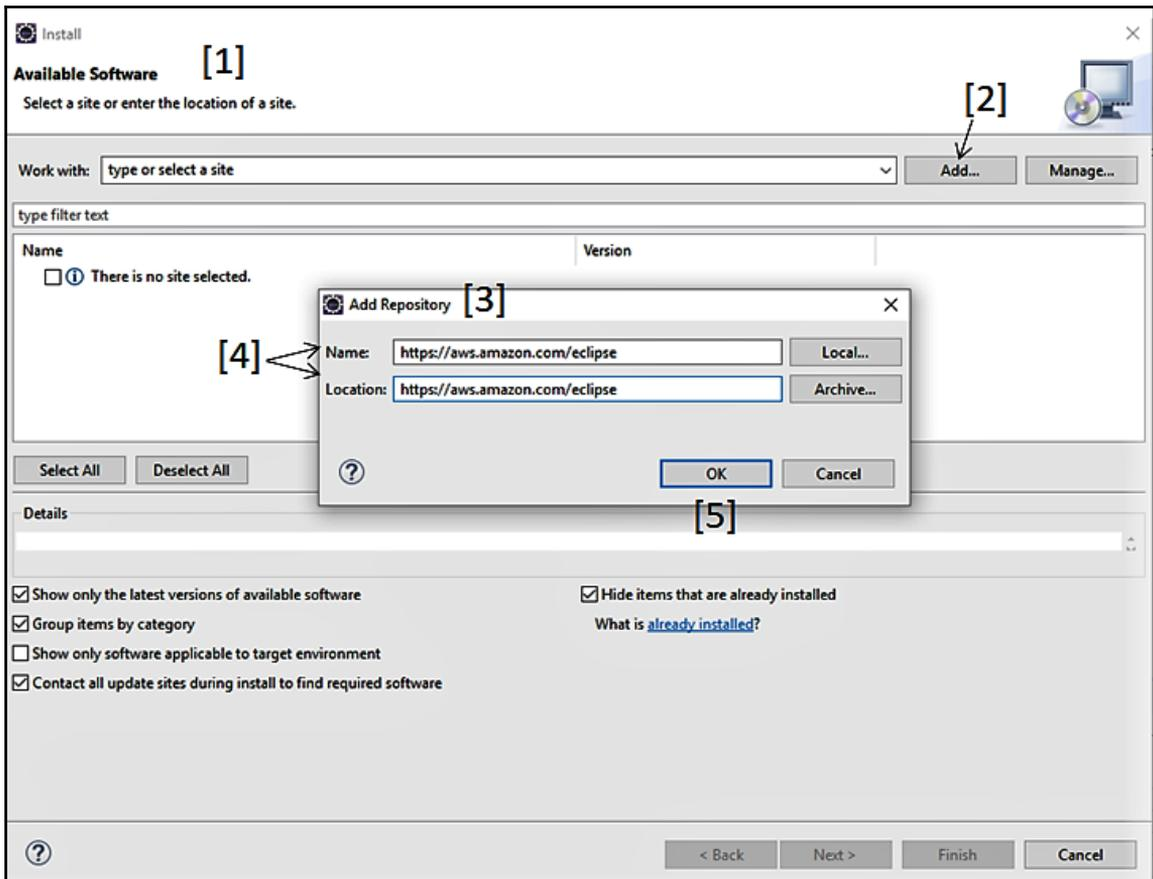 Install
[1]
Available Software
Select a site or enter the location of a site.
[2]
Work with: type or select a site Add... Manage...
type filter text
Name Version
There is no site selected.
Add Repository [3]
[4]
Name: https://aws.amazon.com/eclipse Local...
Location: https://aws.amazon.com/eclipse Archive...
Select All Deselect All
OK Cancel
[5]
Details
Show only the latest versions of available software Hide items that are already installed
Group items by category What is already installed?
Show only software applicable to target environment
Contact all update sites during install to find required software
< Back Next > Finish Cancel